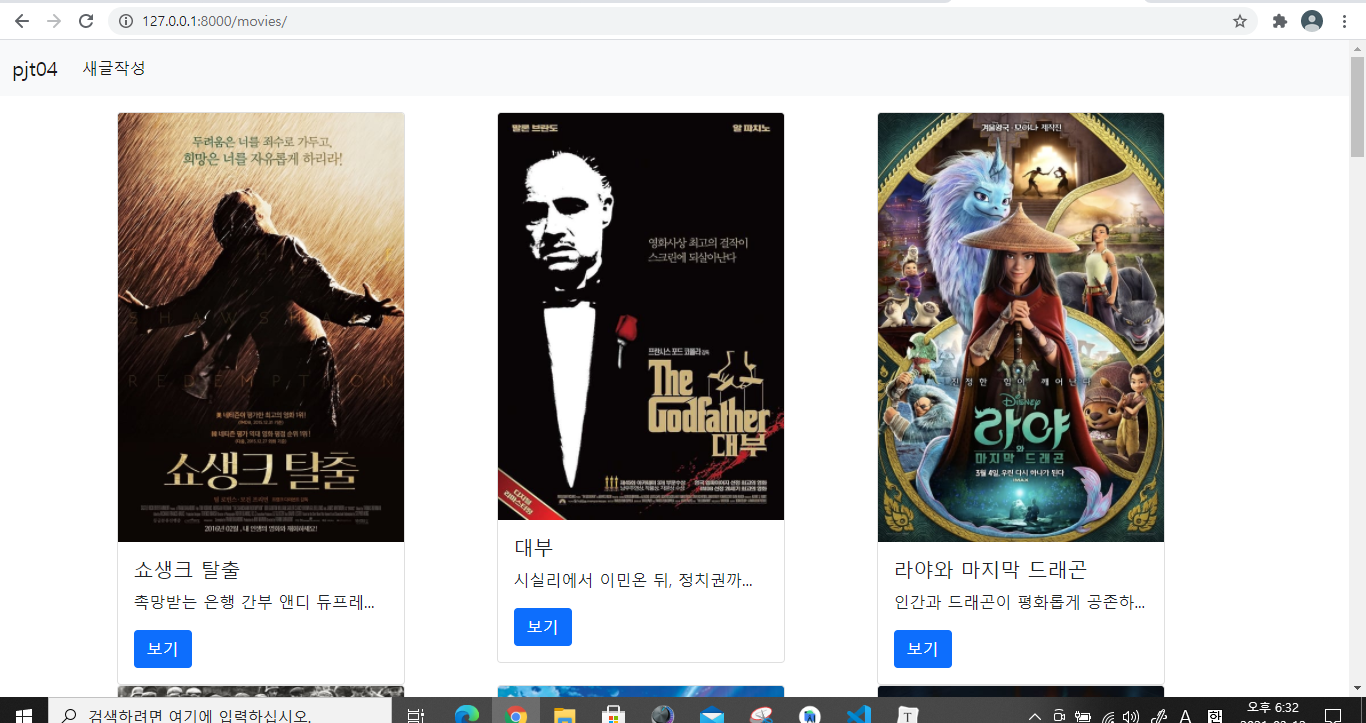 127.0.0.1:8000/movies/
pjt04
새글작성
두려움은 너를 죄수로 가두고,
희망은 너를 자유롭게 하리라!
SHAWSHA
REDEMPTION
쇼생크 탈출
2016년 02월, 내 인생의 영화와 재회하세요!
쇼생크 탈출
촉망받는 은행 간부 앤디 듀프레...
보기
말론 브란도
알 파치노
영화사상 최고의 걸작이
스크린에 되살아난다
프란시스 포드 코폴라 감독
The
Godfather
대부
디지털
리마스터링
대부
시실리에서 이민온 뒤, 정치권까...
보기
겨울왕국·모아나 제작진
진정한 힘이 깨어난다
DISNEY
라야
와
마지막 드래곤
3월 4일, 우린 다시 하나가 된다
IMAX
라야와 마지막 드래곤
인간과 드래곤이 평화롭게 공존하...
보기
검색하려면 여기에 입력하십시오.
T
A
오후 6:32